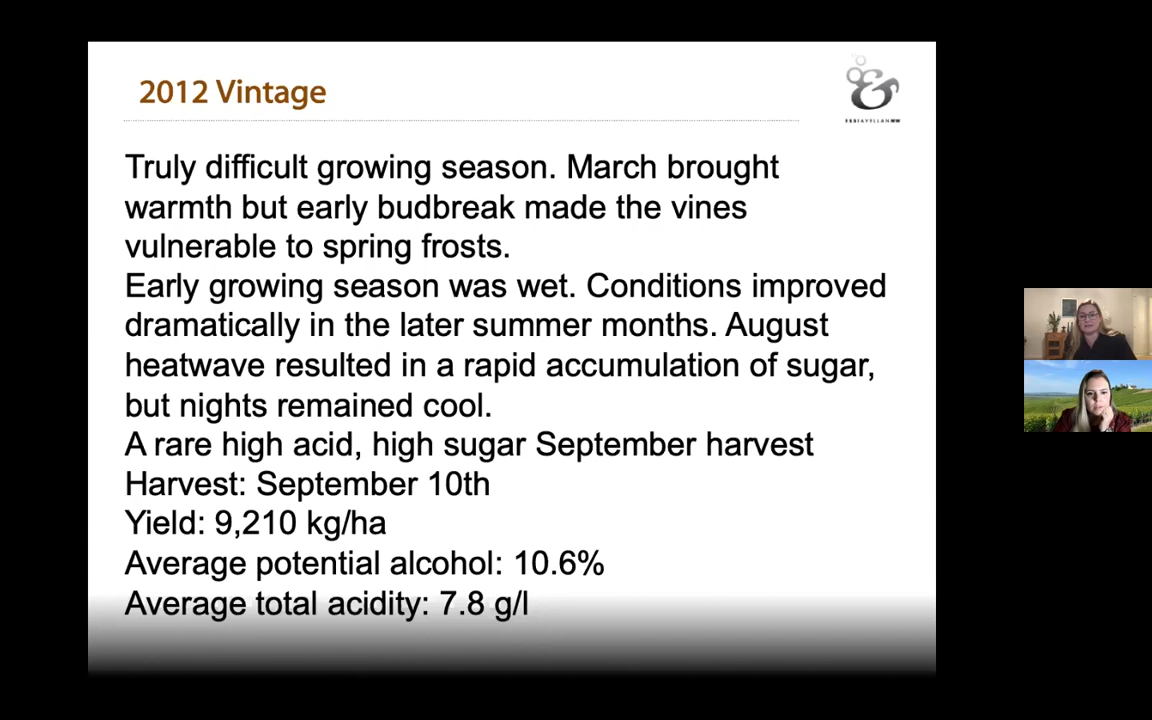 2012 Vintage
ESSI AVELLAN MW
Truly difficult growing season. March brought
warmth but early budbreak made the vines
vulnerable to spring frosts.
Early growing season was wet. Conditions improved
dramatically in the later summer months. August
heatwave resulted in a rapid accumulation of sugar,
but nights remained cool.
A rare high acid, high sugar September harvest
Harvest: September 10th
Yield: 9,210 kg/ha
Average potential alcohol: 10.6%
Average total acidity: 7.8 g/l